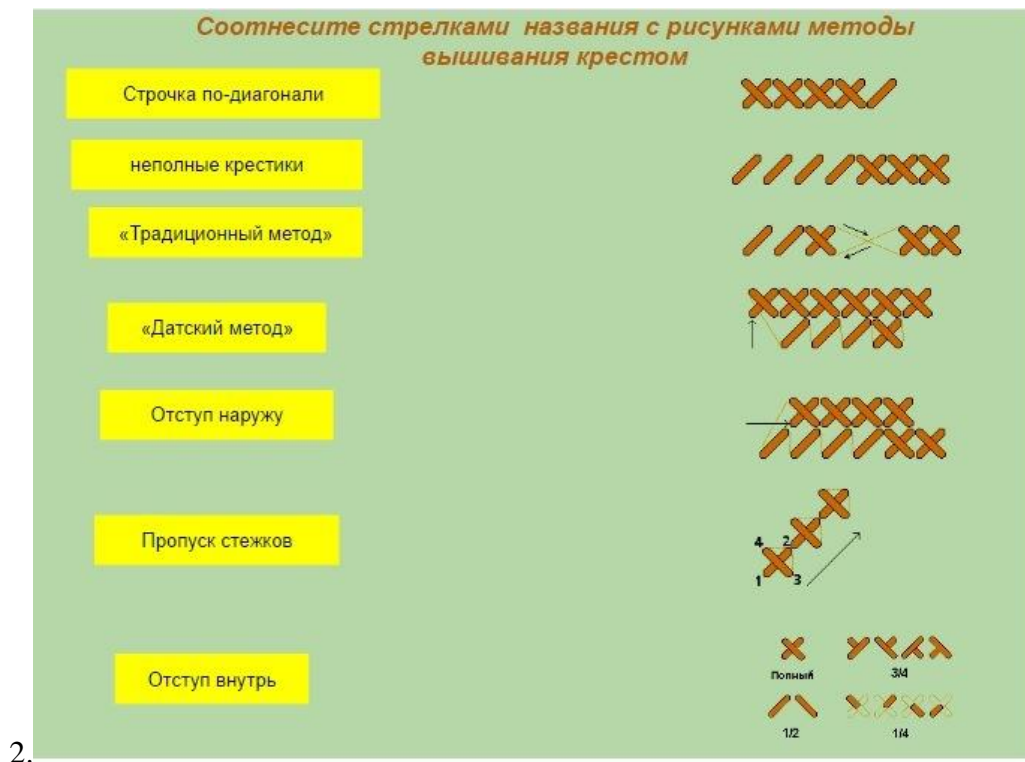 Соотнесите стрелками названия с рисунками методы
вышивания крестом
Строчка по-диагонали
неполные крестики
«Традиционный метод»
«Датский метод»
Отступ наружу
4 2
1 3
Пропуск стежков
Полный 3/4
Отступ внутрь
1/2 1/4
2.